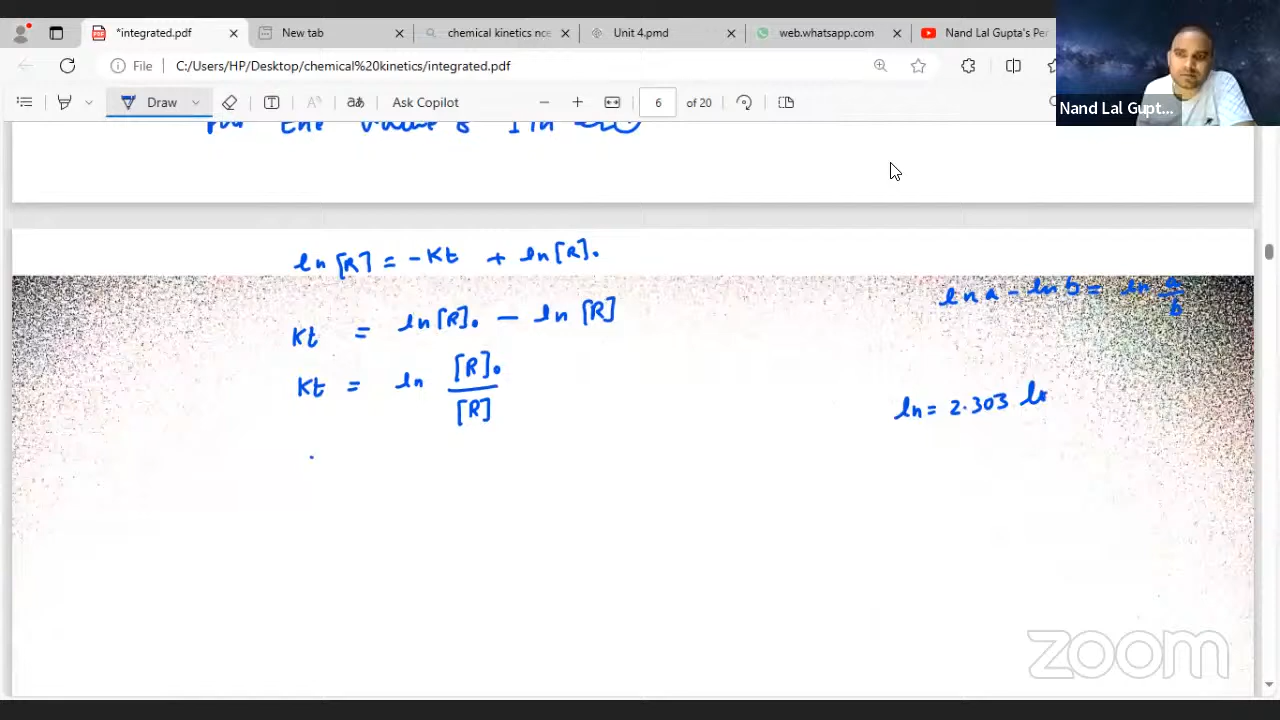 *integrated.pdf
New tab
chemical kinetics nce
Unit 4.pmd
web.whatsapp.com
Nand Lal Gupta's Per
File C:/Users/HP/Desktop/chemical%20kinetics/integrated.pdf
Draw
Ask Copilot
6 of 20
Nand Lal Gupt...
ln [R] = -Kt + ln [R]₀
ln a - ln b = ln a/b
Kt = ln [R]₀ - ln [R]
Kt = ln [R]₀/[R]
ln = 2.303
zoom